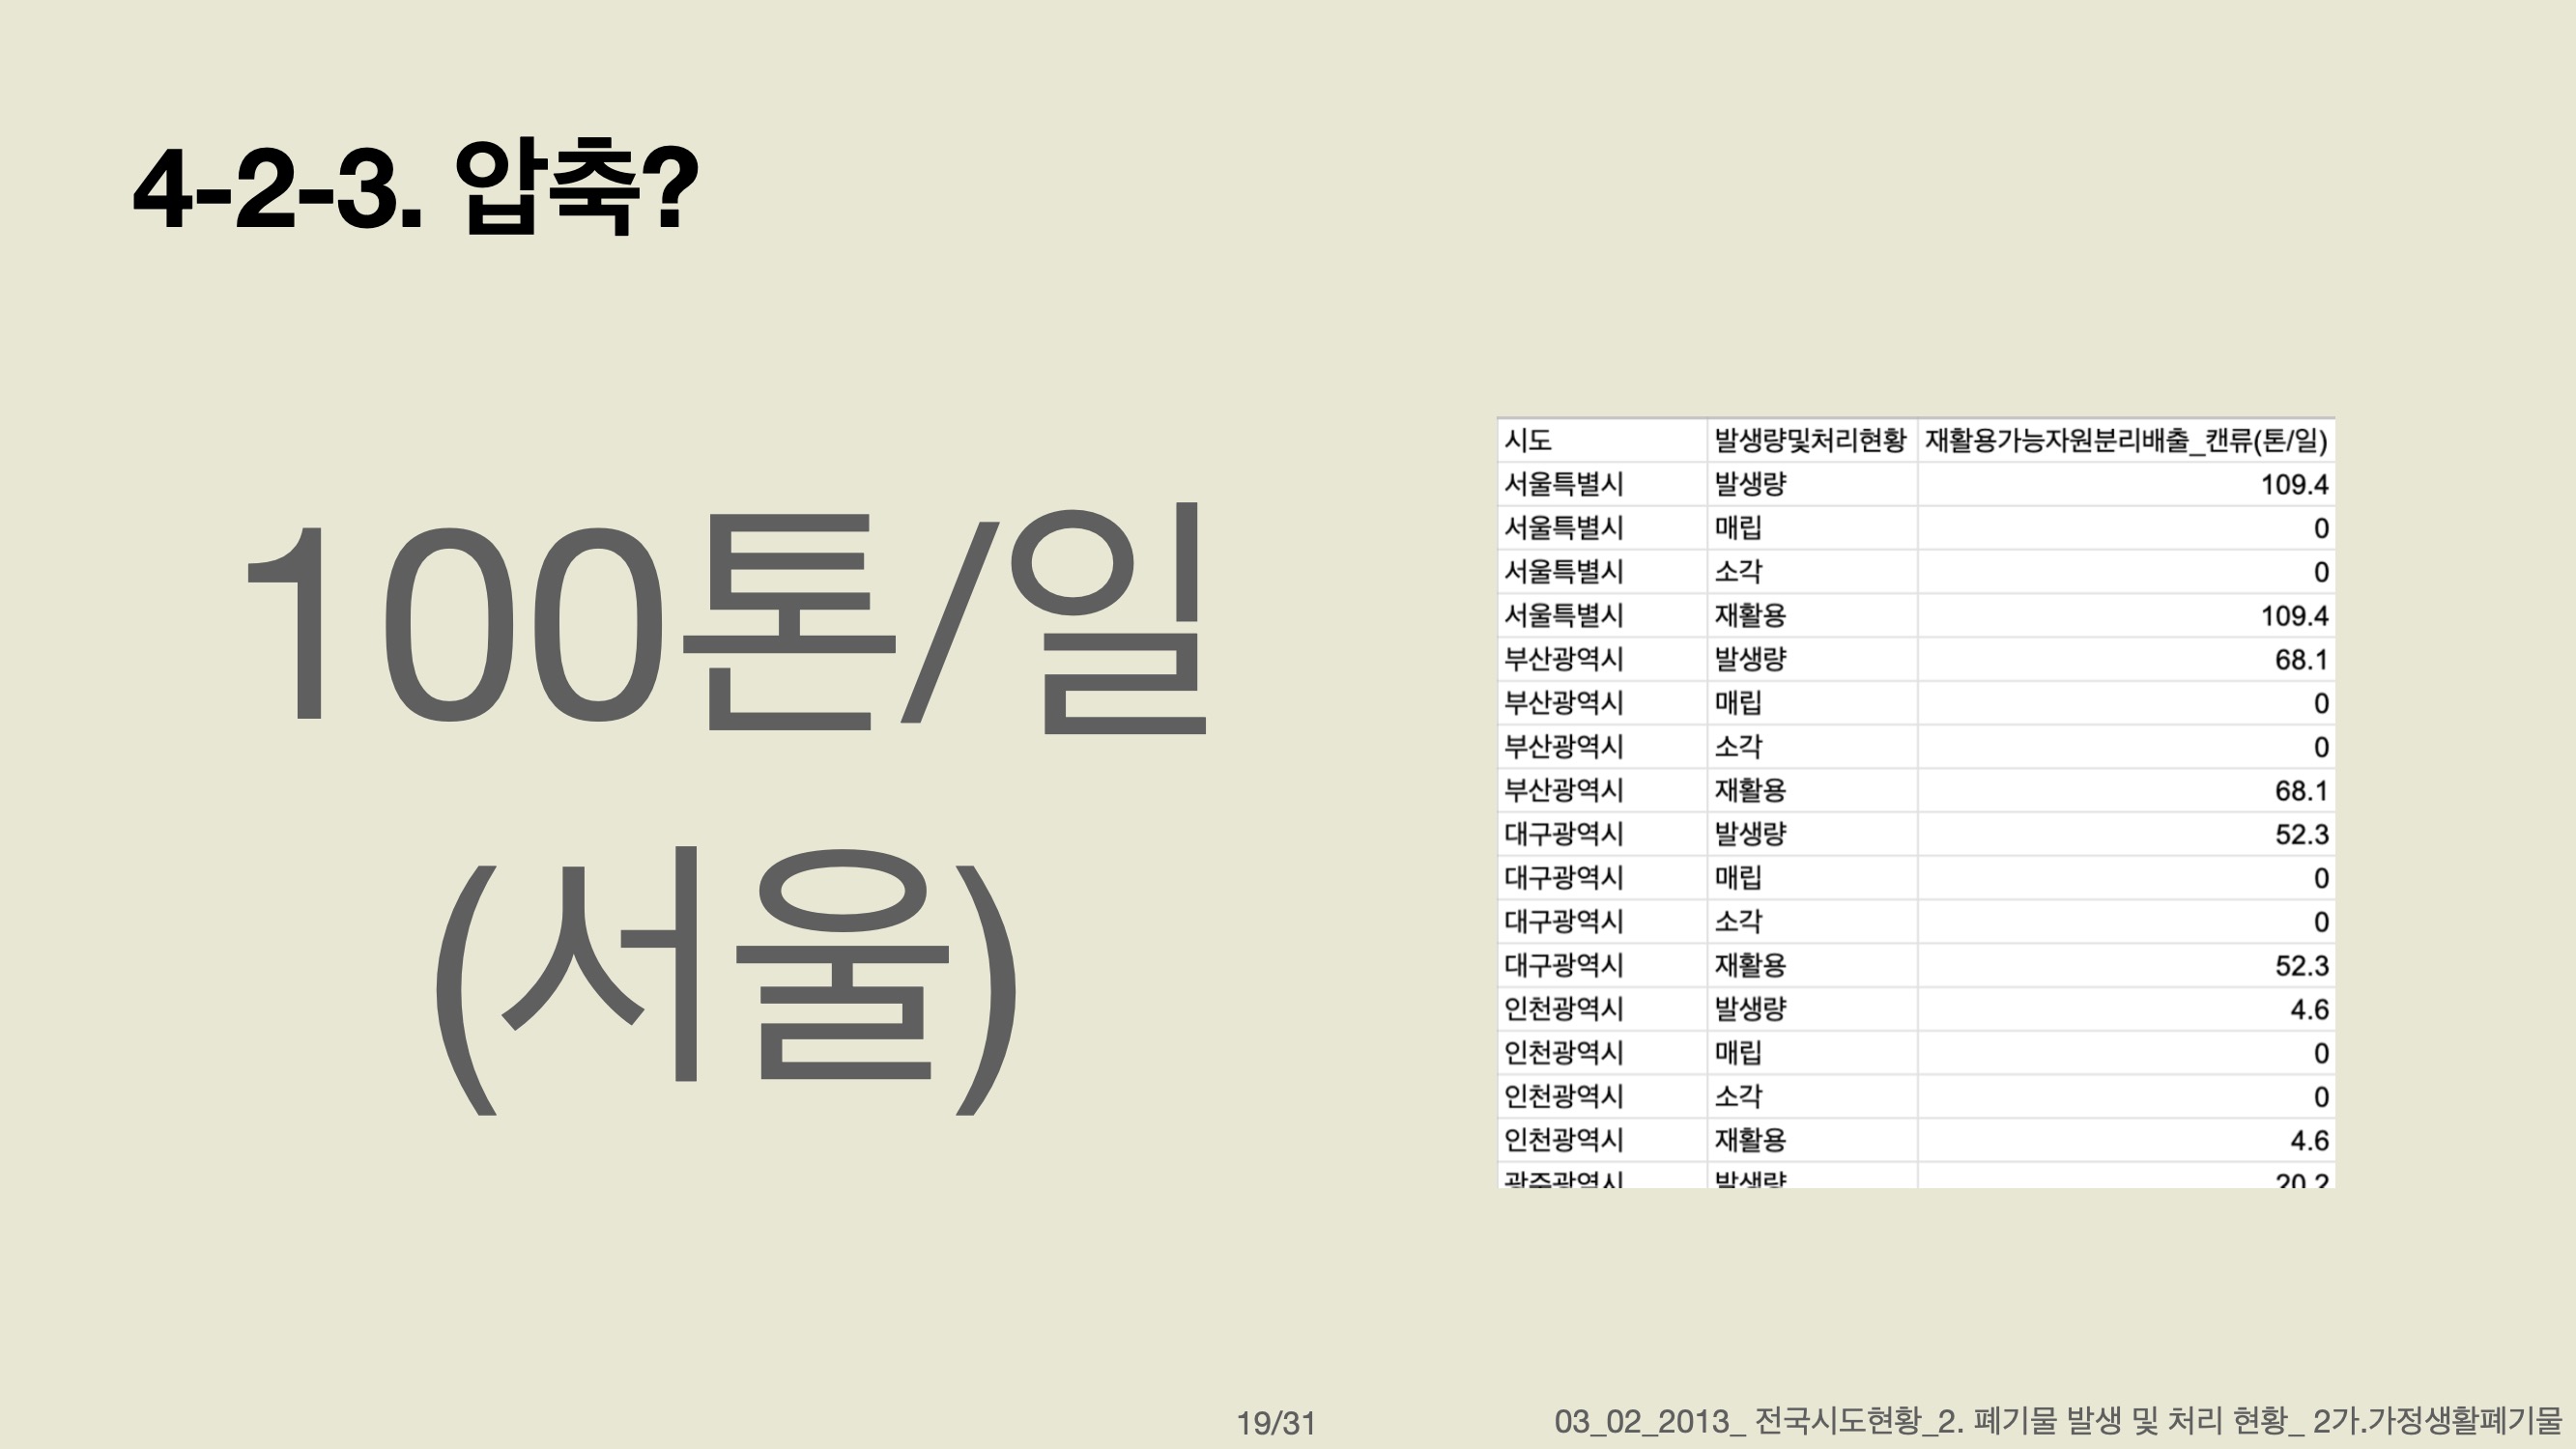 4-2-3. 압축?
100톤/일
(서울)
시도 발생량및처리현황 재활용가능자원분리배출_캔류(톤/일)
서울특별시 발생량 109.4
서울특별시 매립 0
서울특별시 소각 0
서울특별시 재활용 109.4
부산광역시 발생량 68.1
부산광역시 매립 0
부산광역시 소각 0
부산광역시 재활용 68.1
대구광역시 발생량 52.3
대구광역시 매립 0
대구광역시 소각 0
대구광역시 재활용 52.3
인천광역시 발생량 4.6
인천광역시 매립 0
인천광역시 소각 0
인천광역시 재활용 4.6
광주광역시 발생량 20.2
19/31
03_02_2013_ 전국시도현황_2. 폐기물 발생 및 처리 현황_ 2가.가정생활폐기물